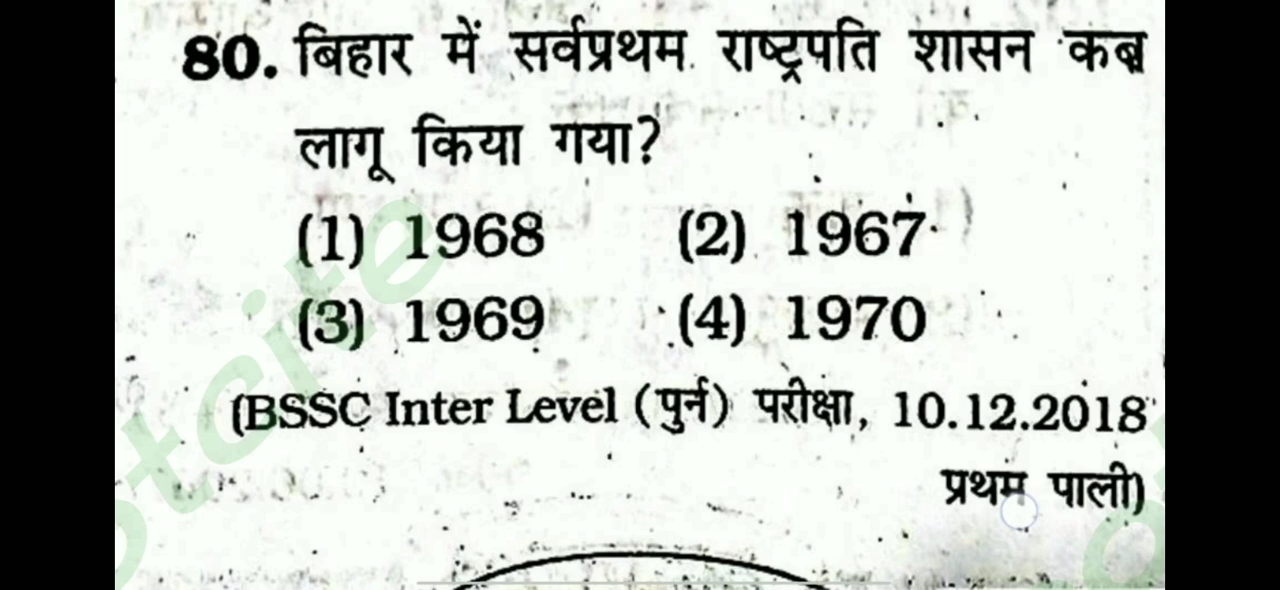 80. बिहार में सर्वप्रथम राष्ट्रपति शासन कब
लागू किया गया?
(1) 1968 (2) 1967
(3) 1969 (4) 1970
(BSSC Inter Level (पुर्न) परीक्षा, 10.12.2018
प्रथम पाली)